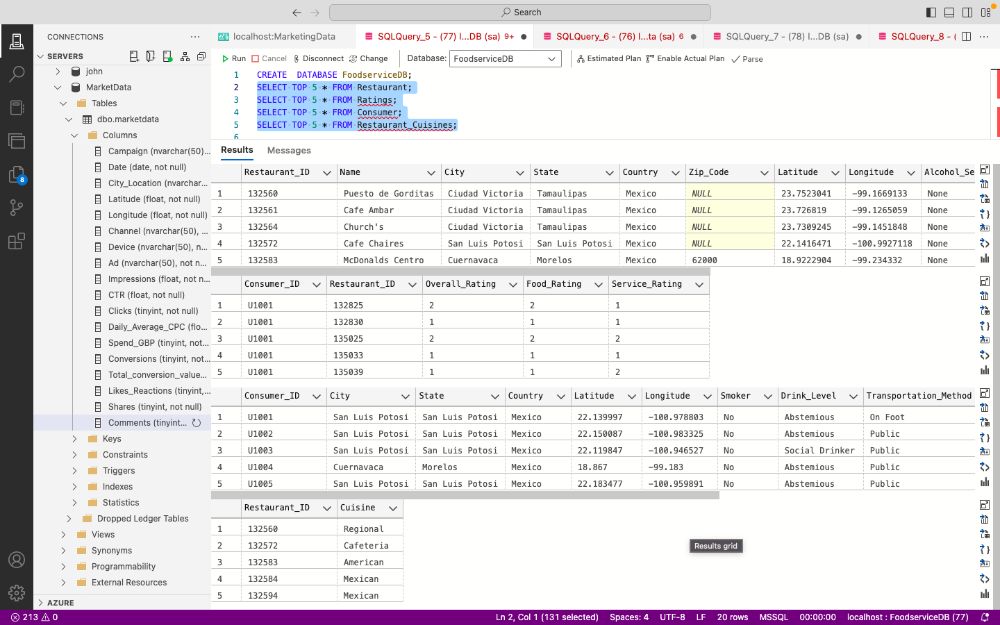 Search
CONNECTIONS
localhost:MarketingData
SQLQuery_5 - (77) l...DB (sa) 9+
SQLQuery_6 - (76) l...ta (sa) 6
SQLQuery_7 - (78) l...DB (sa)
SQLQuery_8 - (
SERVERS
Run Cancel Disconnect Change Database: FoodserviceDB Estimated Plan Enable Actual Plan Parse
john
MarketData
Tables
dbo.marketdata
Columns
Campaign (nvarchar(50)...
Date (date, not null)
City_Location (nvarchar...
Latitude (float, not null)
Longitude (float, not null)
Channel (nvarchar(50), ...
Device (nvarchar(50), n...
Ad (nvarchar(50), not n...
Impressions (float, not n...
CTR (float, not null)
Clicks (tinyint, not null)
Daily_Average_CPC (flo...
Spend_GBP (tinyint, not...
Conversions (tinyint, not...
Total_conversion_value...
Likes_Reactions (tinyint,...
Shares (tinyint, not null)
Comments (tinyint...
Keys
Constraints
Triggers
Indexes
Statistics
Dropped Ledger Tables
Views
Synonyms
Programmability
External Resources
AZURE
8
1 CREATE  DATABASE FoodserviceDB;
2 SELECT TOP 5 * FROM Restaurant;
3 SELECT TOP 5 * FROM Ratings;
4 SELECT TOP 5 * FROM Consumer;
5 SELECT TOP 5 * FROM Restaurant_Cuisines;
6
Results Messages
Restaurant_ID Name City State Country Zip_Code Latitude Longitude Alcohol_Se
1 132560 Puesto de Gorditas Ciudad Victoria Tamaulipas Mexico NULL 23.7523041 -99.1669133 None
2 132561 Cafe Ambar Ciudad Victoria Tamaulipas Mexico NULL 23.726819 -99.1265059 None
3 132564 Church's Ciudad Victoria Tamaulipas Mexico NULL 23.7309245 -99.1451848 None
4 132572 Cafe Chaires San Luis Potosi San Luis Potosi Mexico NULL 22.1416471 -100.9927118 None
5 132583 McDonalds Centro Cuernavaca Morelos Mexico 62000 18.9222904 -99.234332 None
Consumer_ID Restaurant_ID Overall_Rating Food_Rating Service_Rating
1 U1001 132825 2 2 1
2 U1001 132830 1 1 1
3 U1001 135025 2 2 2
4 U1001 135033 1 1 1
5 U1001 135039 1 1 2
Consumer_ID City State Country Latitude Longitude Smoker Drink_Level Transportation_Method
1 U1001 San Luis Potosi San Luis Potosi Mexico 22.139997 -100.978803 No Abstemious On Foot
2 U1002 San Luis Potosi San Luis Potosi Mexico 22.150087 -100.983325 No Abstemious Public
3 U1003 San Luis Potosi San Luis Potosi Mexico 22.119847 -100.946527 No Social Drinker Public
4 U1004 Cuernavaca Morelos Mexico 18.867 -99.183 No Abstemious Public
5 U1005 San Luis Potosi San Luis Potosi Mexico 22.183477 -100.959891 No Abstemious Public
Restaurant_ID Cuisine
1 132560 Regional
2 132572 Cafeteria
3 132583 American
4 132584 Mexican
5 132594 Mexican
Results grid
213 0 Ln 2, Col 1 (131 selected) Spaces: 4 UTF-8 LF 20 rows MSSQL 00:00:00 localhost : FoodserviceDB (77)